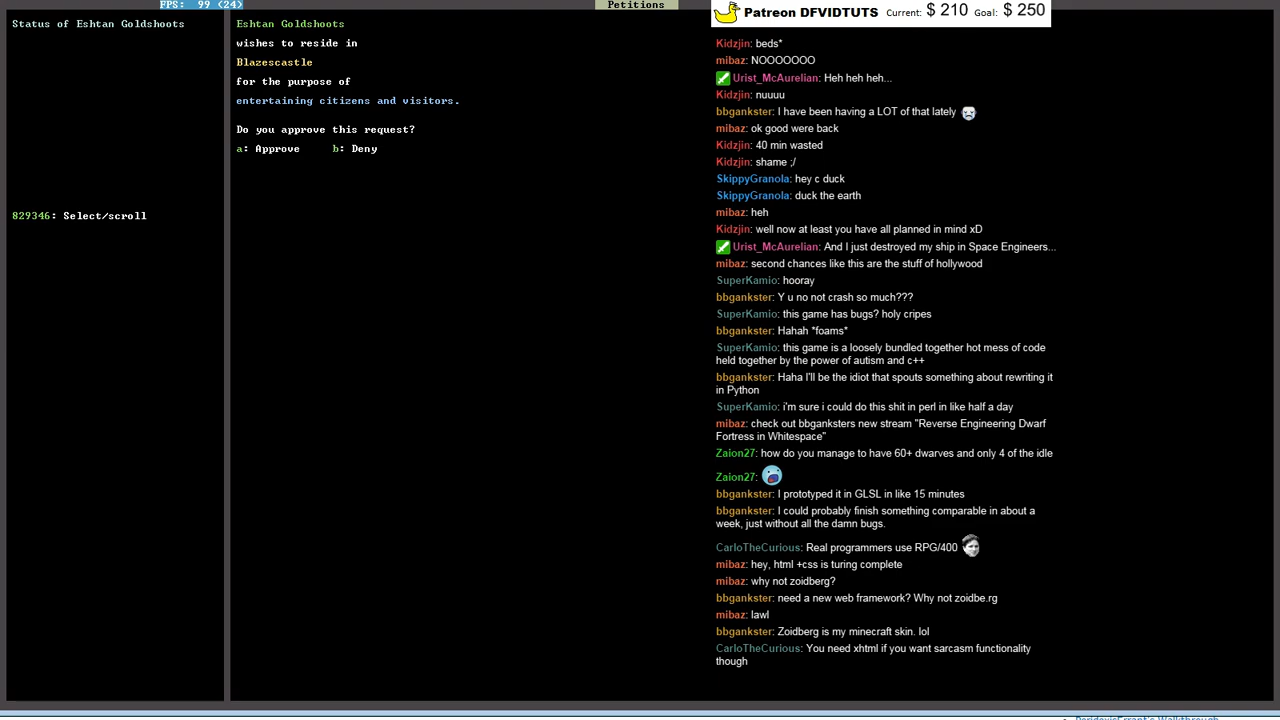 FPS: 99 (24)
Petitions
Status of Eshtan Goldshoots
829346: Select/scroll
Eshtan Goldshoots
wishes to reside in
Blazescastle
for the purpose of
entertaining citizens and visitors.
Do you approve this request?
a: Approve b: Deny
Patreon DFVIDTUTS Current: $ 210 Goal: $ 250
Kidzjin: beds*
mibaz: NOOOOOOO
Urist_McAurelian: Heh heh heh...
Kidzjin: nuuuu
bbgankster: I have been having a LOT of that lately
mibaz: ok good were back
Kidzjin: 40 min wasted
Kidzjin: shame ;/
SkippyGranola: hey c duck
SkippyGranola: duck the earth
mibaz: heh
Kidzjin: well now at least you have all planned in mind xD
Urist_McAurelian: And I just destroyed my ship in Space Engineers...
mibaz: second chances like this are the stuff of hollywood
SuperKamio: hooray
bbgankster: Y u no not crash so much???
SuperKamio: this game has bugs? holy cripes
bbgankster: Hahah *foams*
SuperKamio: this game is a loosely bundled together hot mess of code
held together by the power of autism and c++
bbgankster: Haha I'll be the idiot that spouts something about rewriting it
in Python
SuperKamio: i'm sure i could do this shit in perl in like half a day
mibaz: check out bbganksters new stream "Reverse Engineering Dwarf
Fortress in Whitespace"
Zaion27: how do you manage to have 60+ dwarves and only 4 of the idle
Zaion27:
bbgankster: I prototyped it in GLSL in like 15 minutes
bbgankster: I could probably finish something comparable in about a
week, just without all the damn bugs.
CarloTheCurious: Real programmers use RPG/400
mibaz: hey, html +css is turing complete
mibaz: why not zoidberg?
bbgankster: need a new web framework? Why not zoidbe.rg
mibaz: lawl
bbgankster: Zoidberg is my minecraft skin. lol
CarloTheCurious: You need xhtml if you want sarcasm functionality
though